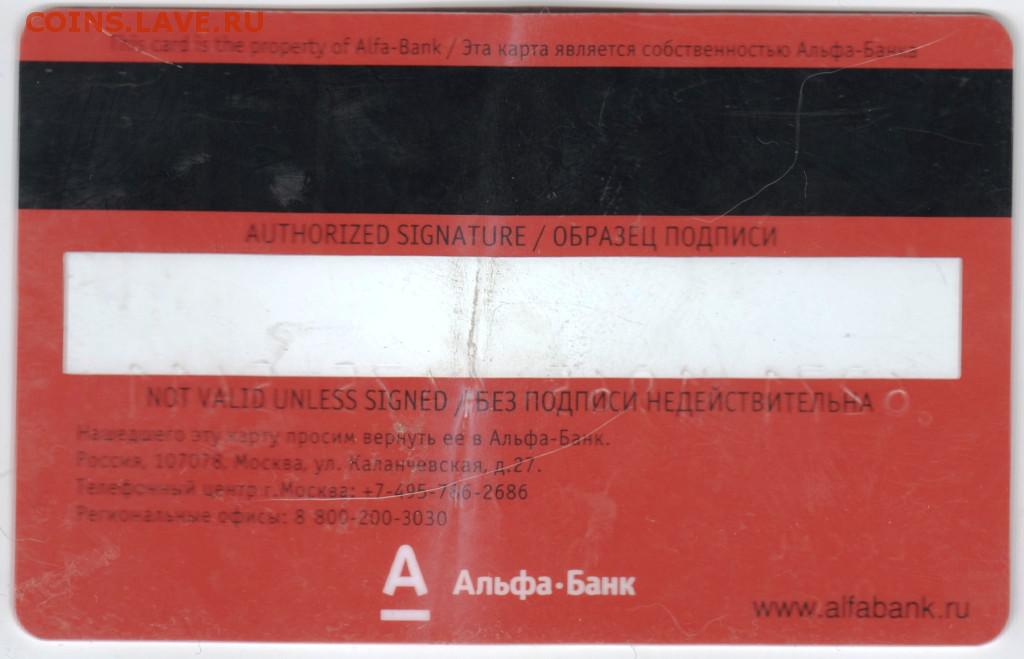 COINS.LAVE.RU
This card is the property of Alfa-Bank / Эта карта является собственностью Альфа-Банка
AUTHORIZED SIGNATURE / ОБРАЗЕЦ ПОДПИСИ
NOT VALID UNLESS SIGNED / БЕЗ ПОДПИСИ НЕДЕЙСТВИТЕЛЬНА
Нашедшего эту карту просим вернуть ее в Альфа-Банк.
Россия, 107078, Москва, ул. Каланчевская, д.27.
Телефонный центр г.Москва: +7-495-786-2686
Региональные офисы: 8 800-200-3030
А Альфа·Банк
www.alfabank.ru